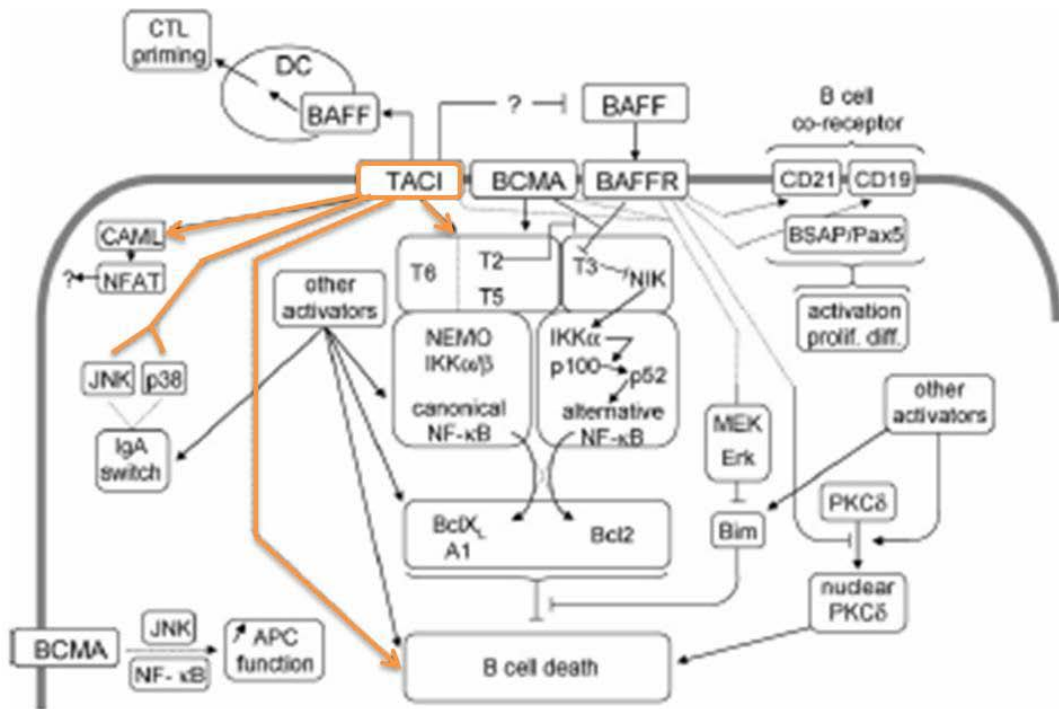 CTL
priming
DC
BAFF
?
BAFF
B cell
co-receptor
TACI
BCMA
BAFFR
CD21
CD19
CAML
BSAP/Pax5
?
NFAT
T6
T2
T5
T3
NIK
other
activators
activation
prolif. diff.
NEMO
IKKα/β
canonical
NF-κB
IKKα
p100
p52
alternative
NF-κB
JNK
p38
IgA
switch
MEK
Erk
other
activators
PKCδ
Bim
BclXL
A1
Bcl2
nuclear
PKCδ
BCMA
JNK
NF-κB
APC
function
B cell death